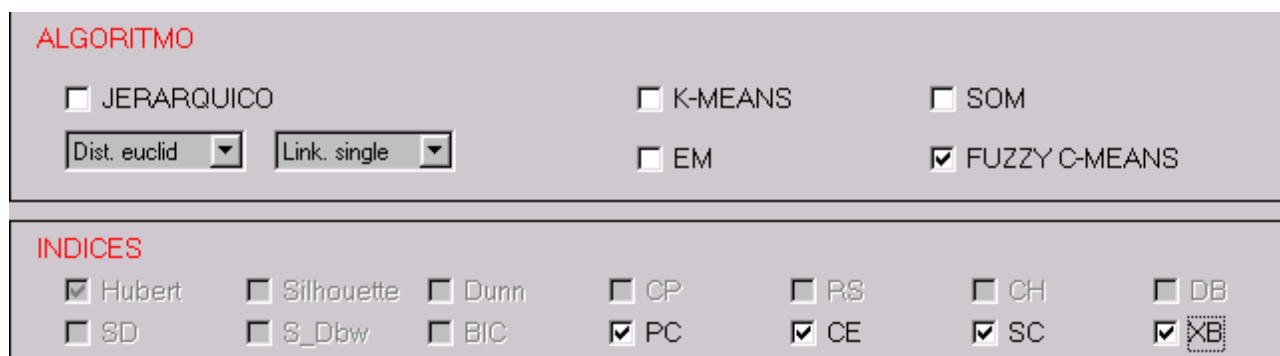 ALGORITMO
JERARQUICO K-MEANS SOM
Dist. euclid Link. single EM FUZZY C-MEANS
INDICES
Hubert Silhouette Dunn CP RS CH DB
SD S_Dbw BIC PC CE SC XB